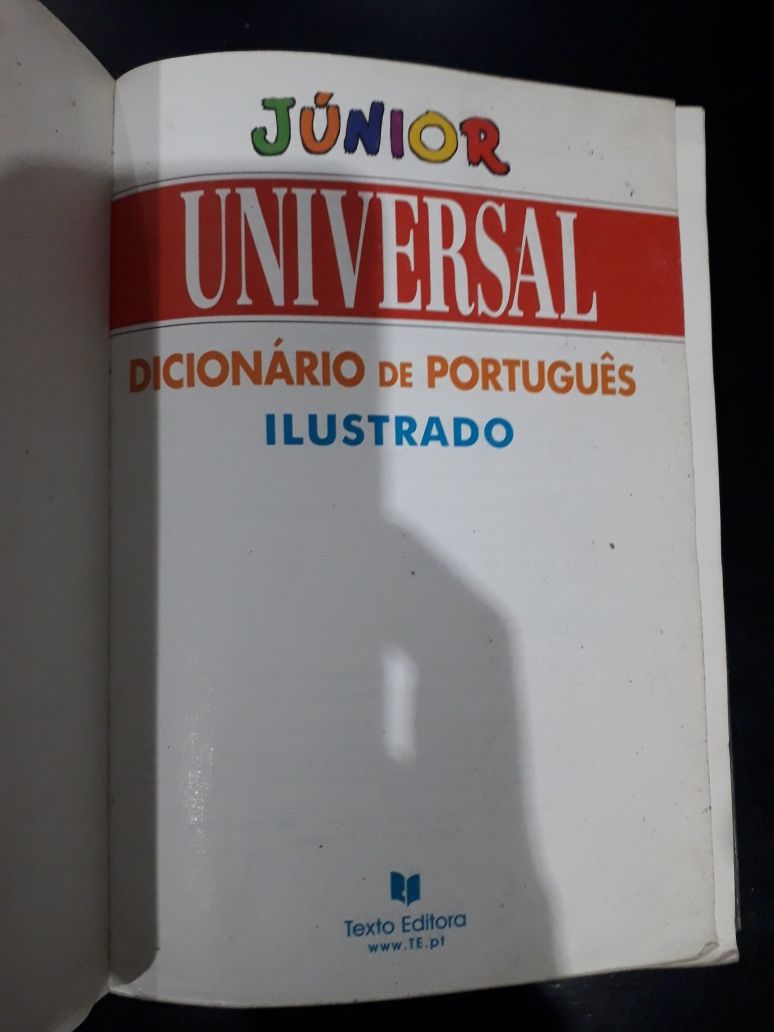 JÚNIOR
UNIVERSAL
DICIONÁRIO DE PORTUGUÊS
ILUSTRADO
Texto Editora
www.TE.pt